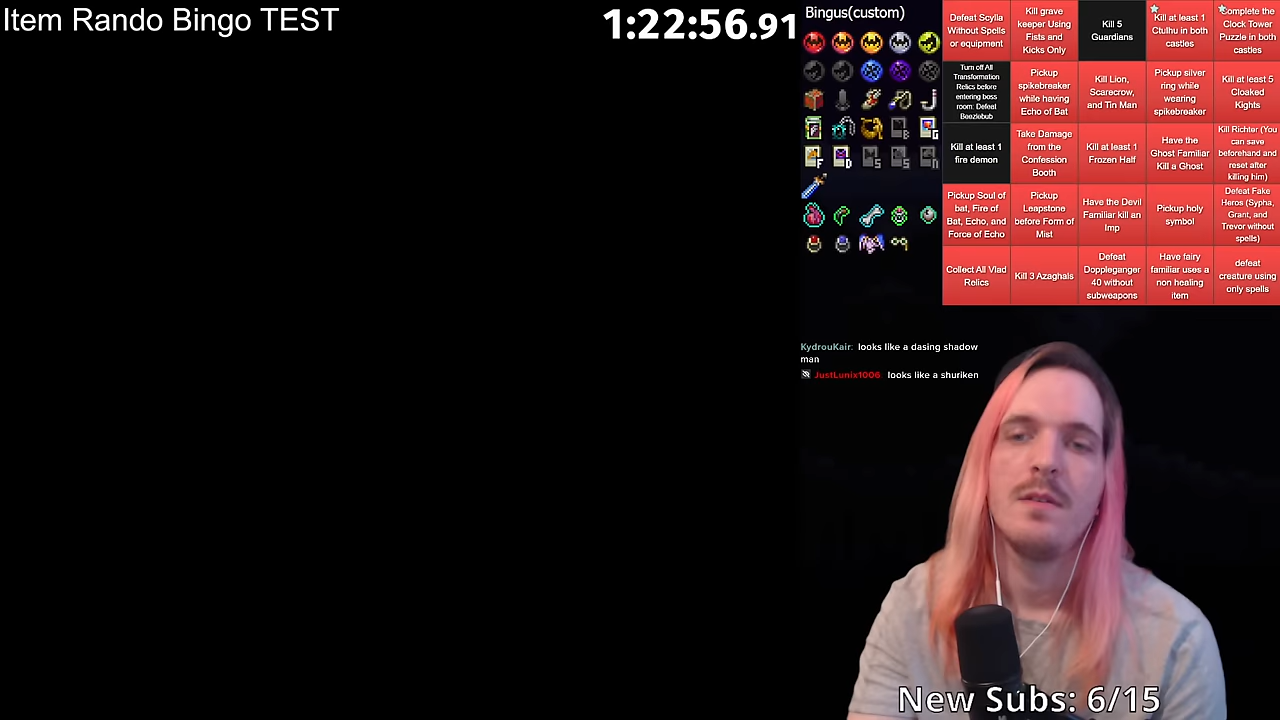 Item Rando Bingo TEST
1:22:56.91
Bingus(custom)
Defeat Scylla
Without Spells
or equipment
Kill grave
keeper Using
Fists and
Kicks Only
Kill 5
Guardians
Kill at least 1
Ctulhu in both
castles
Complete the
Clock Tower
Puzzle in both
castles
Turn off All
Transformation
Relics before
entering boss
room: Defeat
Beezlebub
Pickup
spikebreaker
while having
Echo of Bat
Kill Lion,
Scarecrow,
and Tin Man
Pickup silver
ring while
wearing
spikebreaker
Kill at least 5
Cloaked
Kights
Kill at least 1
fire demon
Take Damage
from the
Confession
Booth
Kill at least 1
Frozen Half
Have the
Ghost Familiar
Kill a Ghost
Kill Richter (You
can save
beforehand and
reset after
killing him)
Pickup Soul of
bat, Fire of
Bat, Echo, and
Force of Echo
Pickup
Leapstone
before Form of
Mist
Have the Devil
Familiar kill an
Imp
Pickup holy
symbol
Defeat Fake
Heros (Sypha,
Grant, and
Trevor without
spells)
Collect All Vlad
Relics
Kill 3 Azaghals
Defeat
Doppleganger
40 without
subweapons
Have fairy
familiar uses a
non healing
item
defeat
creature using
only spells
B
G
F
D
S
S
N
KydrouKair: looks like a dasing shadow
man
JustLunix1006 looks like a shuriken
New Subs: 6/15